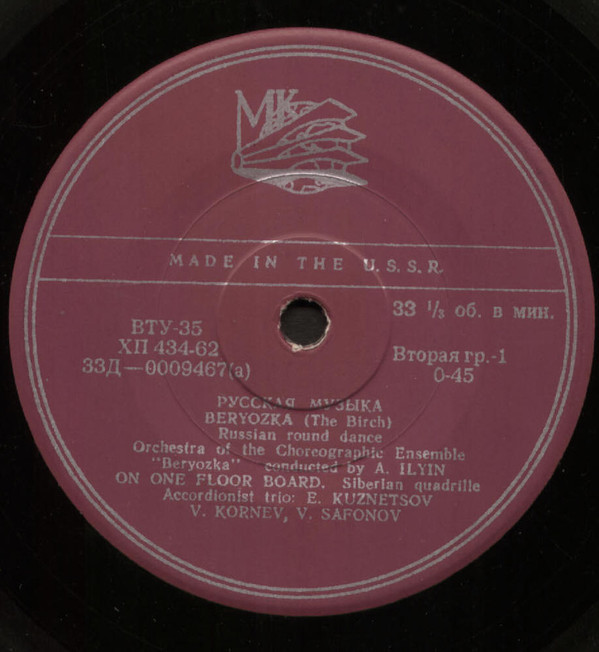 МК
MADE IN THE U.S.S.R.
33 1/3 об. в мин.
ВТУ-35
ХП 434-62
33Д—0009467(а)
Вторая гр.-1
0-45
РУССКАЯ МУЗЫКА
BERYOZKA (The Birch)
Russian round dance
Orchestra of the Choreographic Ensemble
"Beryozka" conducted by A. ILYIN
ON ONE FLOOR BOARD. Siberian quadrille
Accordionist trio: E. KUZNETSOV
V. KORNEV, V. SAFONOV